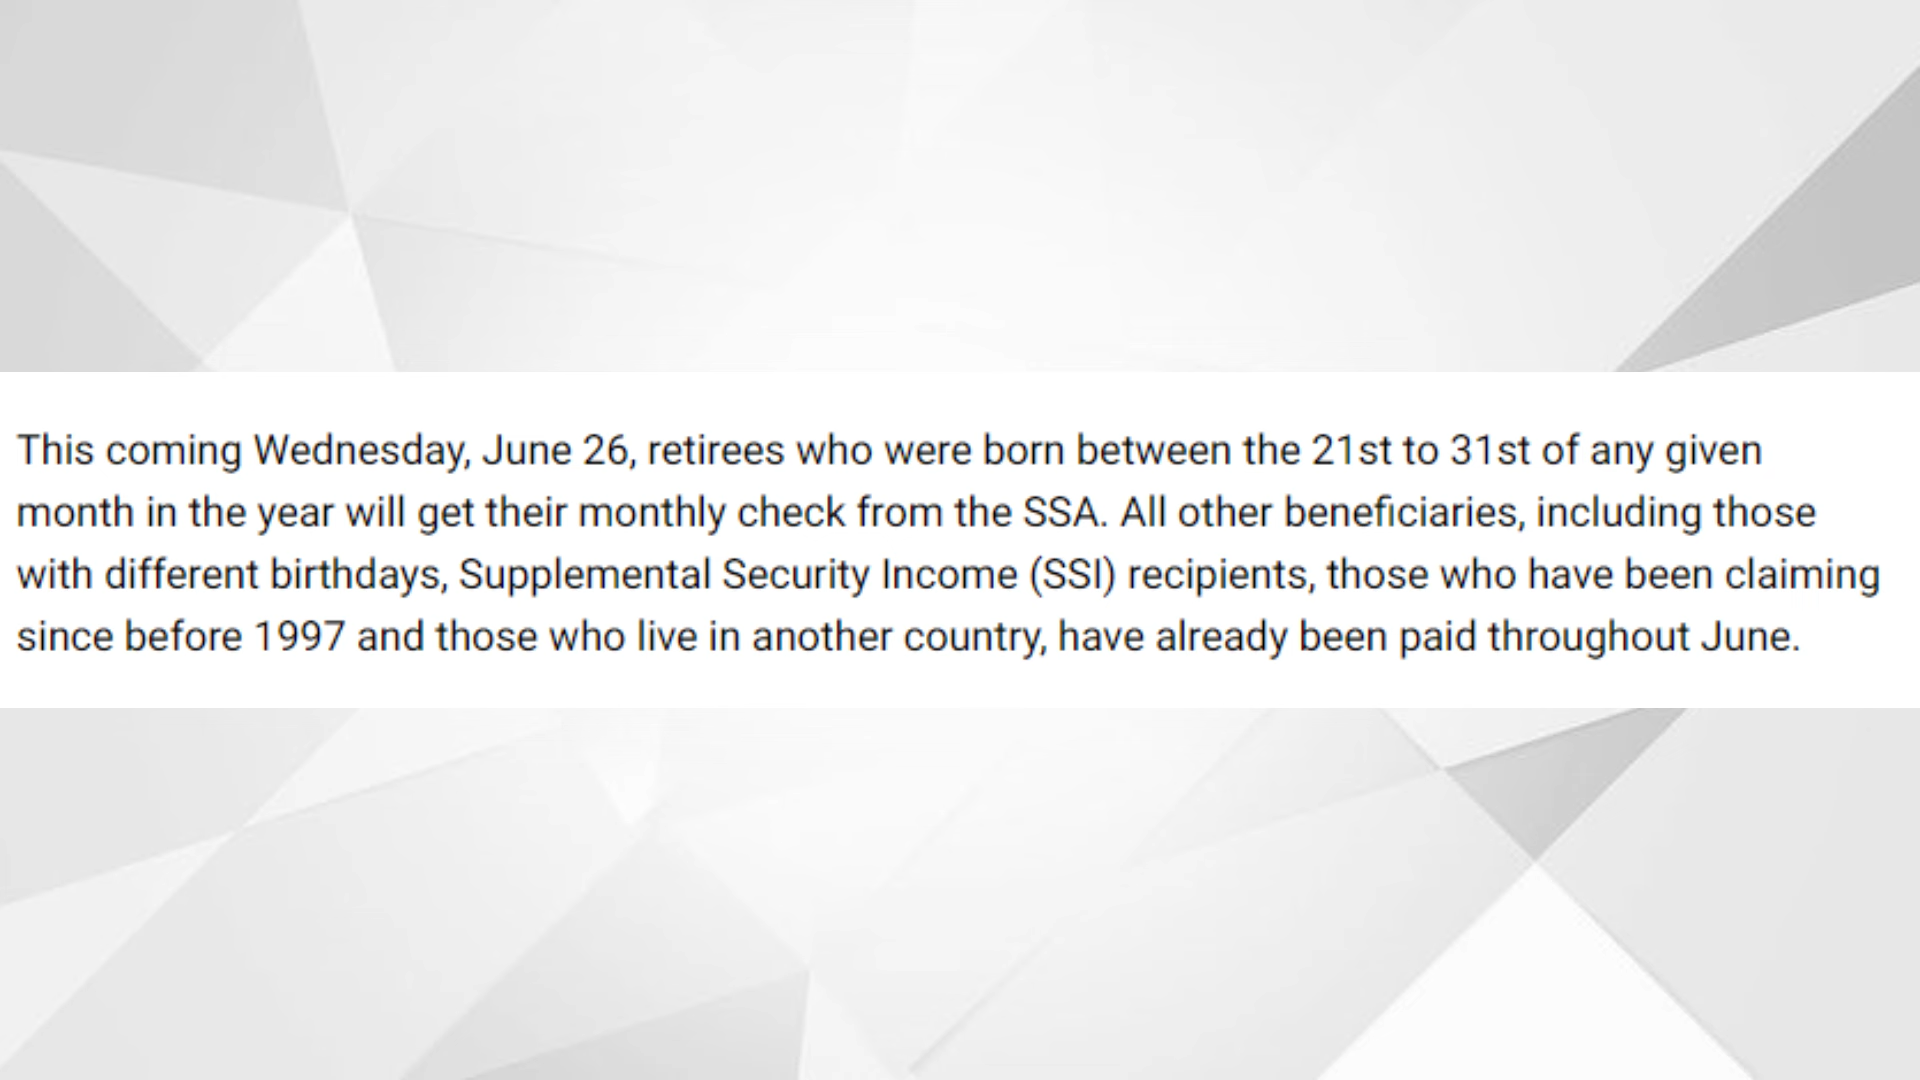 This coming Wednesday, June 26, retirees who were born between the 21st to 31st of any given
month in the year will get their monthly check from the SSA. All other beneficiaries, including those
with different birthdays, Supplemental Security Income (SSI) recipients, those who have been claiming
since before 1997 and those who live in another country, have already been paid throughout June.